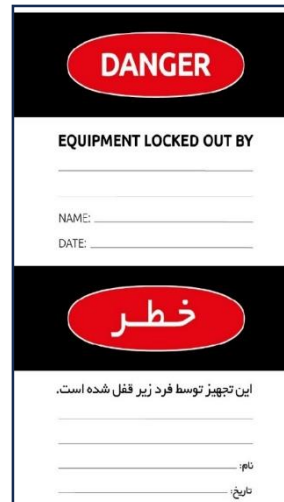 DANGER
EQUIPMENT LOCKED OUT BY
NAME:
DATE:
خطر
این تجهیز توسط فرد زیر قفل شده است.
نام:
تاریخ: